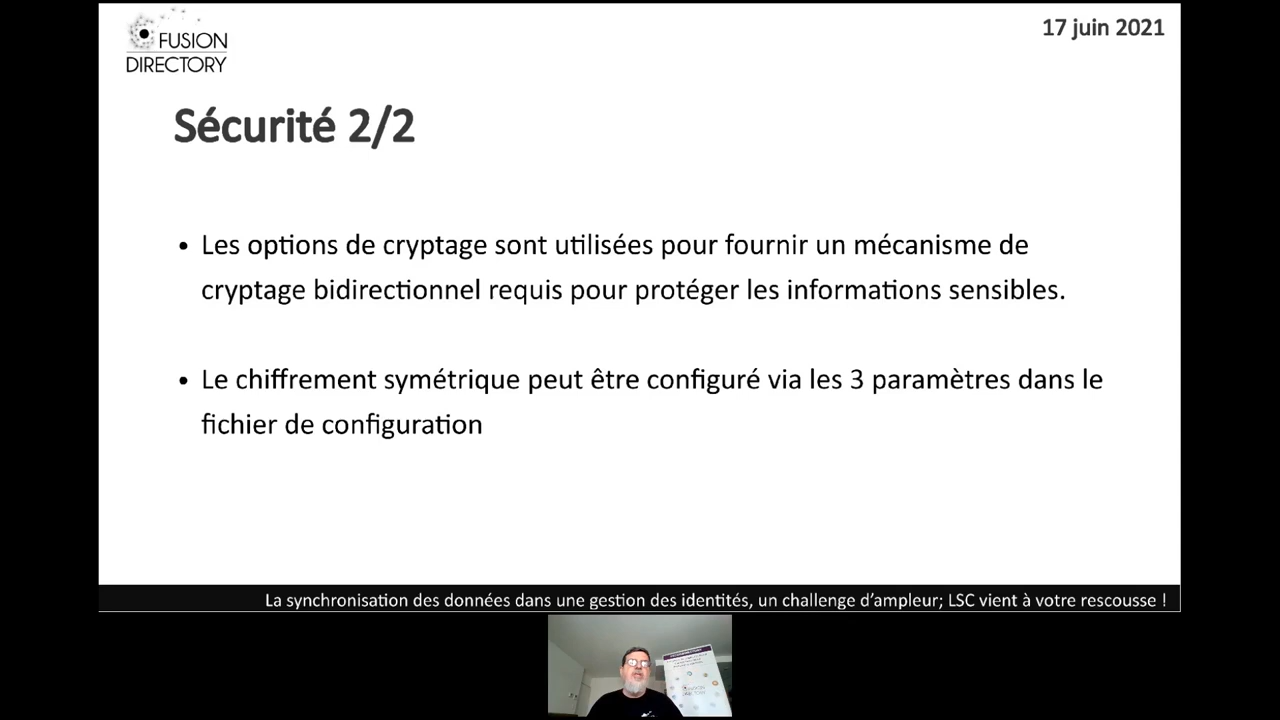 FUSION
DIRECTORY
17 juin 2021
Sécurité 2/2
• Les options de cryptage sont utilisées pour fournir un mécanisme de
cryptage bidirectionnel requis pour protéger les informations sensibles.
• Le chiffrement symétrique peut être configuré via les 3 paramètres dans le
fichier de configuration
La synchronisation des données dans une gestion des identités, un challenge d'ampleur; LSC vient à votre rescousse !